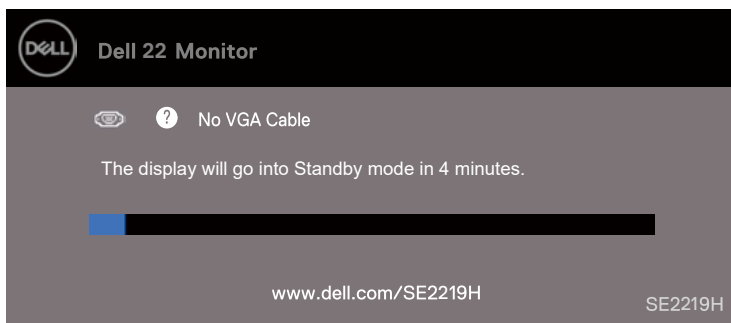 DELL
Dell 22 Monitor
? No VGA Cable
The display will go into Standby mode in 4 minutes.
www.dell.com/SE2219H
SE2219H